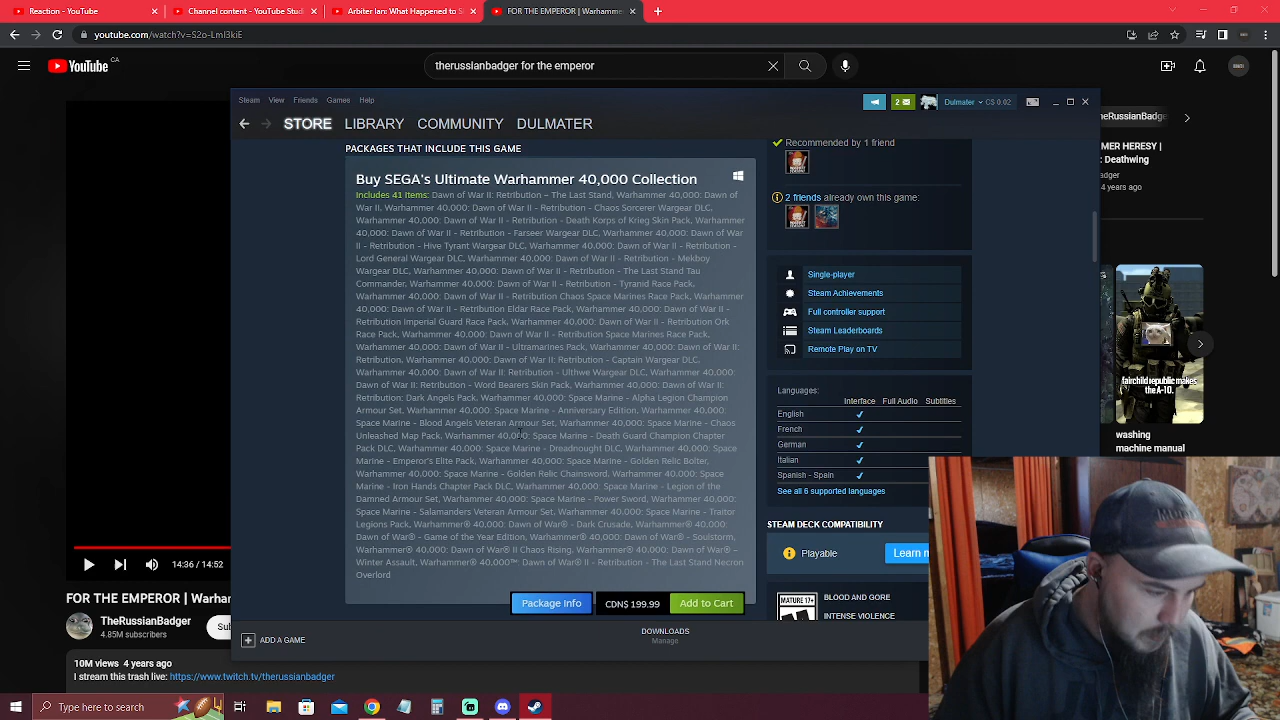 Reaction - YouTube
Channel content - YouTube Stud
Arbiter Ian: What Happened to S
FOR THE EMPEROR | Warhamme
youtube.com/watch?v=S2o-LmI3kiE
YouTube CA
therussianbadger for the emperor
Steam View Friends Games Help
2
Dulmater
C$ 0.02
STORE LIBRARY COMMUNITY DULMATER
PACKAGES THAT INCLUDE THIS GAME
Buy SEGA's Ultimate Warhammer 40,000 Collection
Includes 41 items: Dawn of War II: Retribution – The Last Stand, Warhammer 40,000: Dawn of
War II, Warhammer 40,000: Dawn of War II - Retribution - Chaos Sorcerer Wargear DLC,
Warhammer 40,000: Dawn of War II - Retribution - Death Korps of Krieg Skin Pack, Warhammer
40,000: Dawn of War II - Retribution - Farseer Wargear DLC, Warhammer 40,000: Dawn of War
II - Retribution - Hive Tyrant Wargear DLC, Warhammer 40,000: Dawn of War II - Retribution -
Lord General Wargear DLC, Warhammer 40,000: Dawn of War II - Retribution - Mekboy
Wargear DLC, Warhammer 40,000: Dawn of War II - Retribution - The Last Stand Tau
Commander, Warhammer 40,000: Dawn of War II - Retribution - Tyranid Race Pack,
Warhammer 40,000: Dawn of War II - Retribution Chaos Space Marines Race Pack, Warhammer
40,000: Dawn of War II - Retribution Eldar Race Pack, Warhammer 40,000: Dawn of War II -
Retribution Imperial Guard Race Pack, Warhammer 40,000: Dawn of War II - Retribution Ork
Race Pack, Warhammer 40,000: Dawn of War II - Retribution Space Marines Race Pack,
Warhammer 40,000: Dawn of War II - Ultramarines Pack, Warhammer 40,000: Dawn of War II:
Retribution, Warhammer 40,000: Dawn of War II: Retribution - Captain Wargear DLC,
Warhammer 40,000: Dawn of War II: Retribution - Ulthwe Wargear DLC, Warhammer 40,000:
Dawn of War II: Retribution - Word Bearers Skin Pack, Warhammer 40,000: Dawn of War II:
Retribution: Dark Angels Pack, Warhammer 40,000: Space Marine - Alpha Legion Champion
Armour Set, Warhammer 40,000: Space Marine - Anniversary Edition, Warhammer 40,000:
Space Marine - Blood Angels Veteran Armour Set, Warhammer 40,000: Space Marine - Chaos
Unleashed Map Pack, Warhammer 40,000: Space Marine - Death Guard Champion Chapter
Pack DLC, Warhammer 40,000: Space Marine - Dreadnought DLC, Warhammer 40,000: Space
Marine - Emperor's Elite Pack, Warhammer 40,000: Space Marine - Golden Relic Bolter,
Warhammer 40,000: Space Marine - Golden Relic Chainsword, Warhammer 40,000: Space
Marine - Iron Hands Chapter Pack DLC, Warhammer 40,000: Space Marine - Legion of the
Damned Armour Set, Warhammer 40,000: Space Marine - Power Sword, Warhammer 40,000:
Space Marine - Salamanders Veteran Armour Set, Warhammer 40,000: Space Marine - Traitor
Legions Pack, Warhammer® 40,000: Dawn of War® - Dark Crusade, Warhammer® 40,000:
Dawn of War® - Game of the Year Edition, Warhammer® 40,000: Dawn of War® - Soulstorm,
Warhammer® 40,000: Dawn of War® II Chaos Rising, Warhammer® 40,000: Dawn of War® –
Winter Assault, Warhammer® 40,000™: Dawn of War® II - Retribution - The Last Stand Necron
Overlord
Package Info
CDN$ 199.99
Add to Cart
Recommended by 1 friend
2 friends already own this game:
Single-player
Steam Achievements
Full controller support
Steam Leaderboards
Remote Play on TV
Languages:
Interface Full Audio Subtitles
English
French
German
Italian
Spanish - Spain
See all 6 supported languages
STEAM DECK COMPATIBILITY
Playable
Learn m
MATURE 17+
BLOOD AND GORE
INTENSE VIOLENCE
ADD A GAME
DOWNLOADS
Manage
heRussianBadger
MER HERESY |
: Deathwing
4 years ago
fairchild republic makes
the A-10.
washing
machine manual
14:36 / 14:52
FOR THE EMPEROR | Warhamm
TheRussianBadger
4.85M subscribers
Su
10M views 4 years ago
I stream this trash live: https://www.twitch.tv/therussianbadger
Type here to search